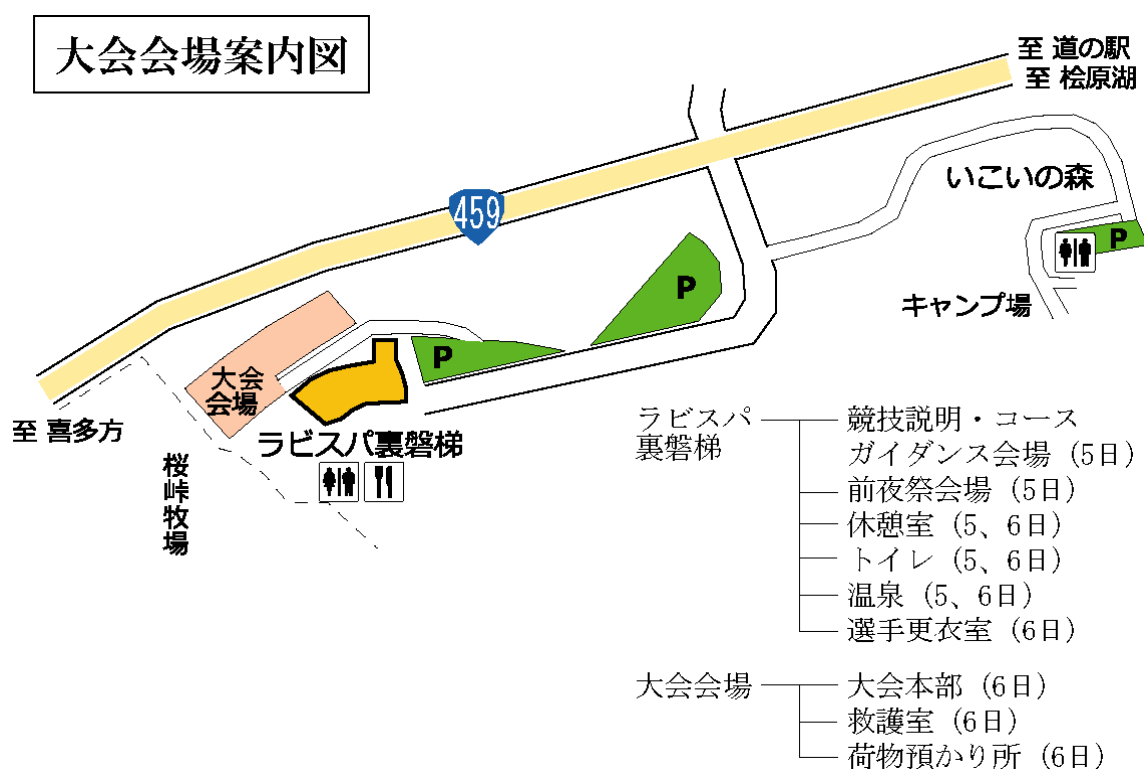 大会会場案内図
至 道の駅
至 桧原湖
459
いこいの森
P
P
P
キャンプ場
大会
会場
至 喜多方
ラビスパ裏磐梯
桜峠牧場
ラビスパ
裏磐梯
競技説明・コース
ガイダンス会場 (5日)
前夜祭会場 (5日)
休憩室 (5、6日)
トイレ (5、6日)
温泉 (5、6日)
選手更衣室 (6日)
大会会場
大会本部 (6日)
救護室 (6日)
荷物預かり所 (6日)